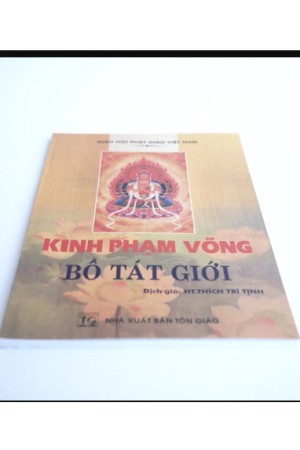 GIÁO HỘI PHẬT GIÁO VIỆT NAM
KINH PHẠM VÕNG
BỒ TÁT GIỚI
Dịch giả: HT.THÍCH TRÍ TỊNH
NHÀ XUẤT BẢN TÔN GIÁO